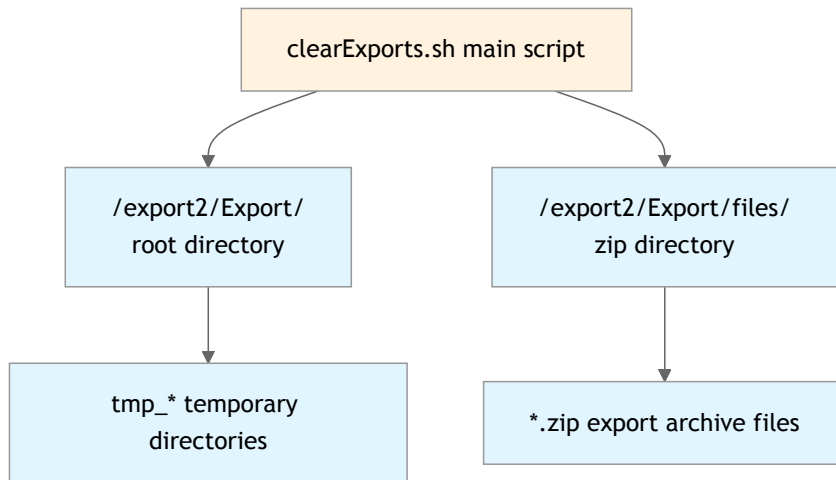 clearExports.sh main script
/export2/Export/
root directory
/export2/Export/files/
zip directory
tmp_* temporary
directories
*.zip export archive files